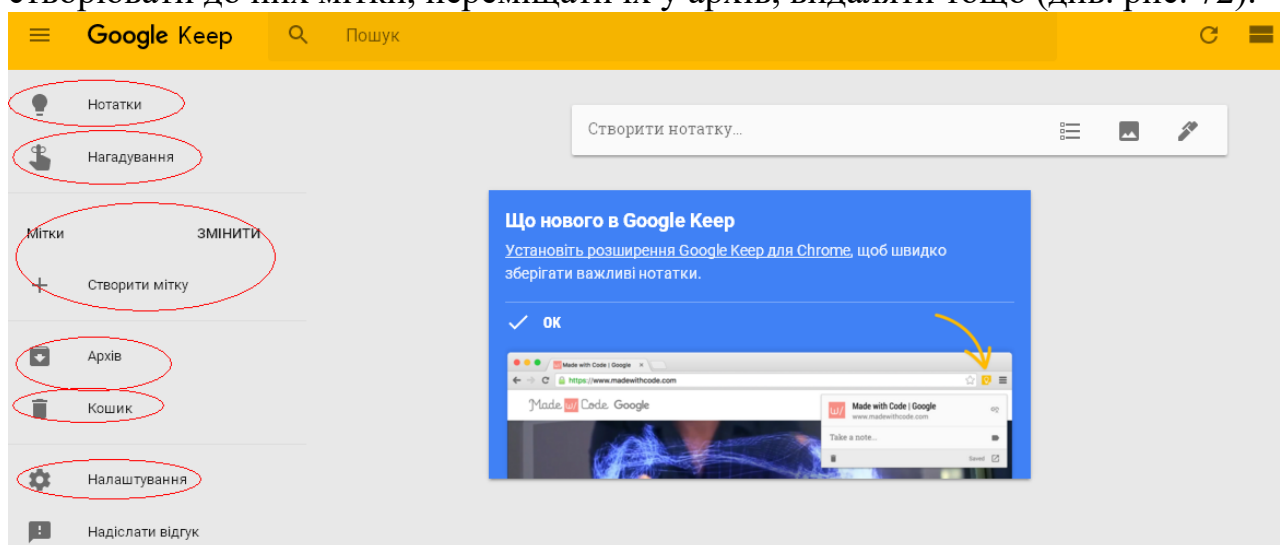 створювати до них мітки, переміщати їх у архів, видаляти тощо (див. рис. 72).
Google Keep
Пошук
Нотатки
Нагадування
Мітки ЗМІНИТИ
Створити мітку
Архів
Кошик
Налаштування
Надіслати відгук
Створити нотатку...
Що нового в Google Keep
Установіть розширення Google Keep для Chrome, щоб швидко
зберігати важливі нотатки.
ОК
Made with Code | Google
https://www.madewithcode.com
Made w/ Code Google
Made with Code | Google
www.madewithcode.com
Take a note...
Saved